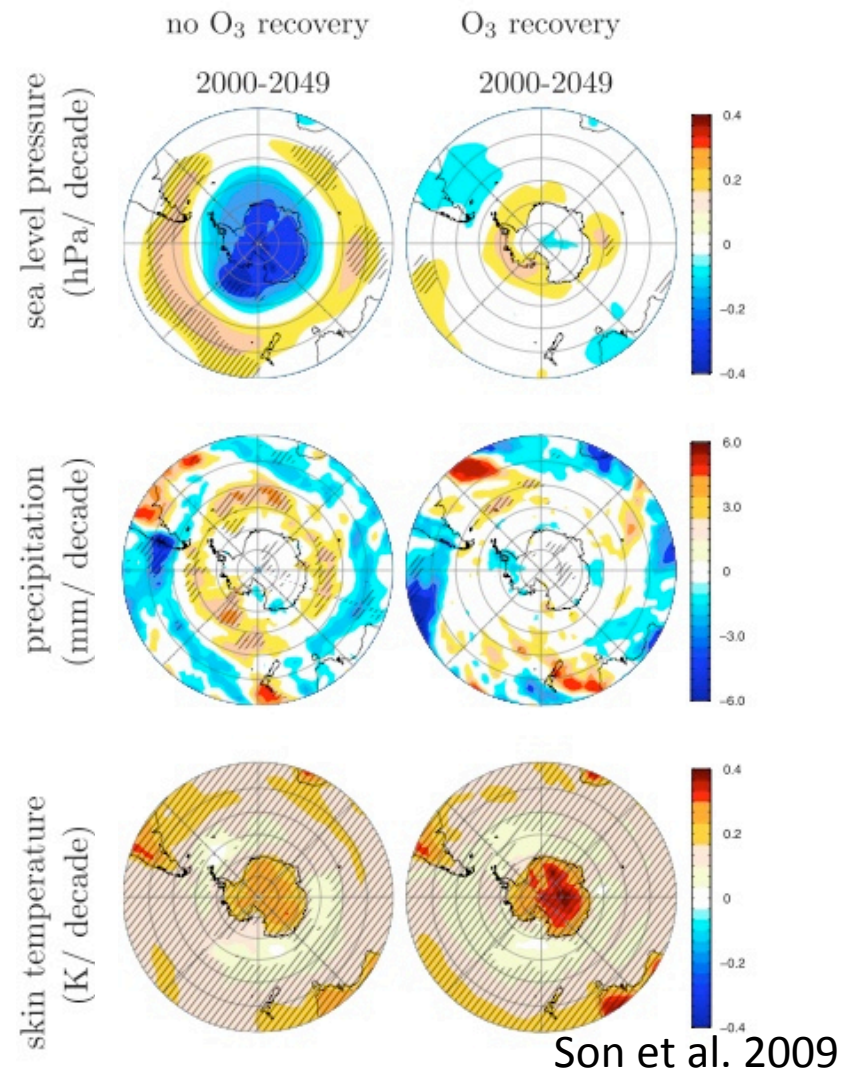 no O₃ recovery
O₃ recovery
2000-2049
2000-2049
sea level pressure
(hPa/ decade)
0.4
0.2
0
−0.2
−0.4
precipitation
(mm/ decade)
6.0
3.0
0
−3.0
−6.0
skin temperature
(K/ decade)
0.4
0.2
0
−0.2
−0.4
Son et al. 2009